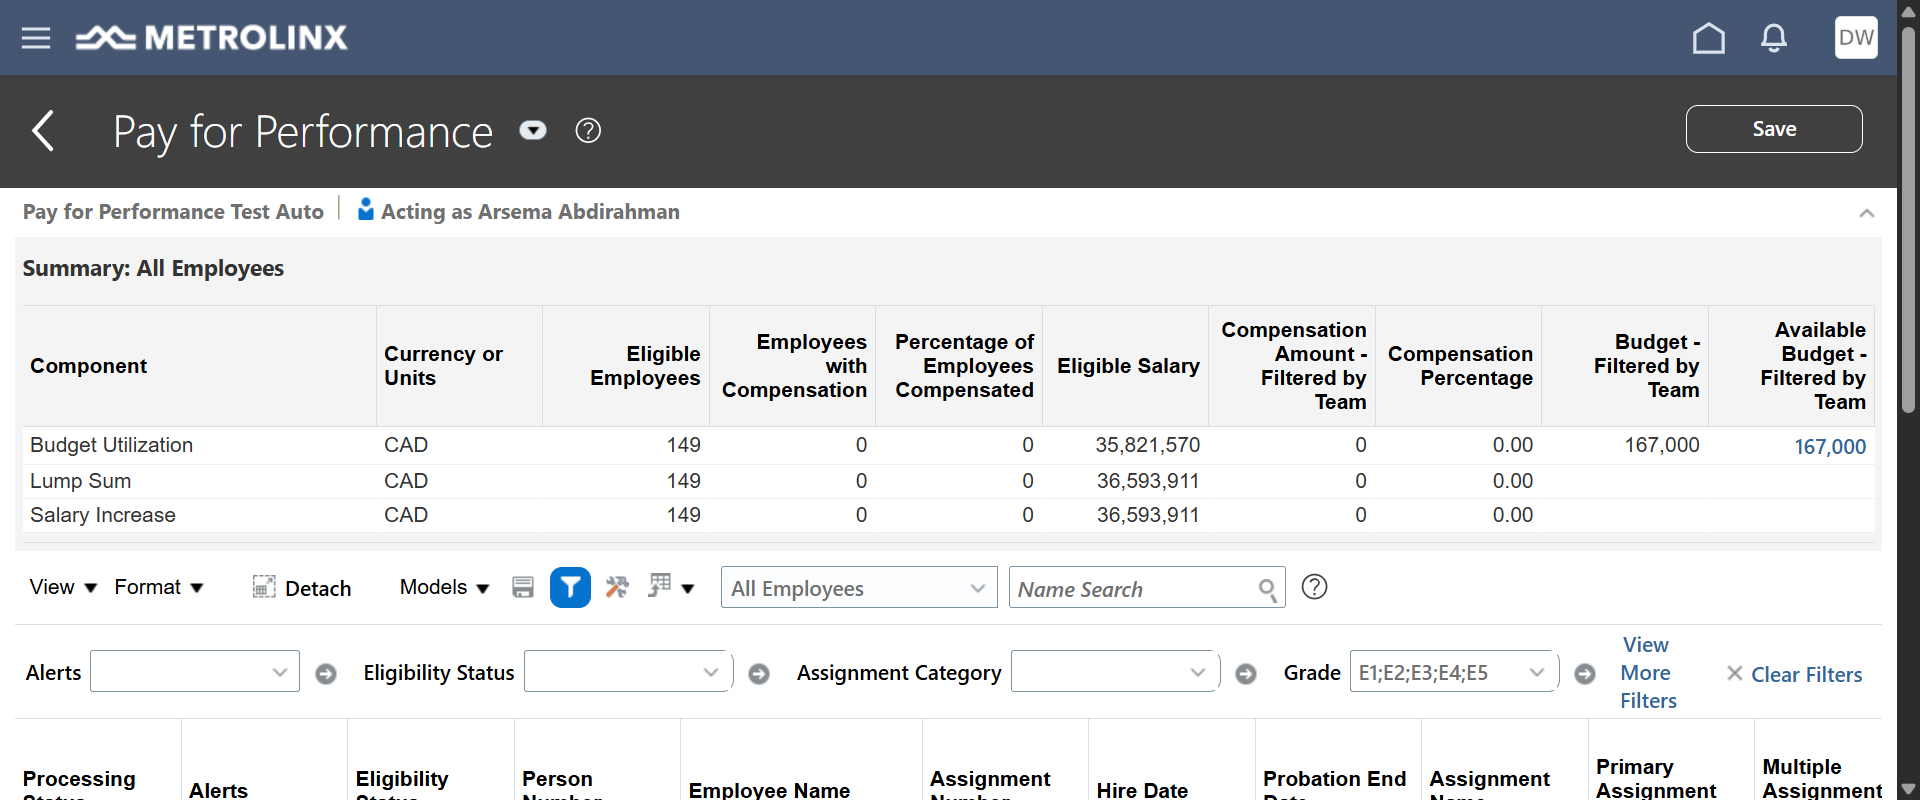 METROLINX
DW
Pay for Performance
Save
Pay for Performance Test Auto
Acting as Arsema Abdirahman
Summary: All Employees
Component
Currency or Units
Eligible Employees
Employees with Compensation
Percentage of Employees Compensated
Eligible Salary
Compensation Amount - Filtered by Team
Compensation Percentage
Budget - Filtered by Team
Available Budget - Filtered by Team
Budget Utilization CAD 149 0 0 35,821,570 0 0.00 167,000 167,000
Lump Sum CAD 149 0 0 36,593,911 0 0.00
Salary Increase CAD 149 0 0 36,593,911 0 0.00
View Format Detach Models All Employees Name Search
Alerts Eligibility Status Assignment Category Grade E1;E2;E3;E4;E5
View
More
Filters
Clear Filters
Processing
Alerts
Eligibility
Person
Employee Name
Assignment
Hire Date
Probation End
Assignment
Primary
Assignment
Multiple
Assignment